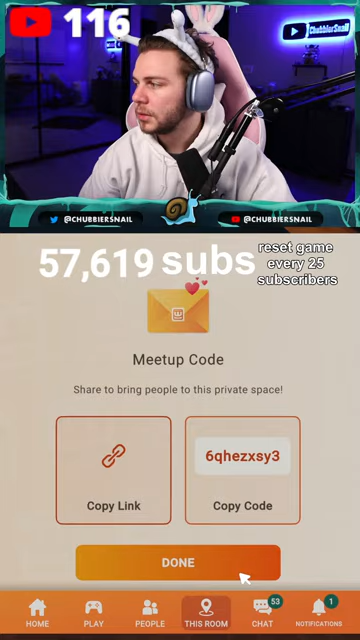 116
ChubbierSnail
@CHUBBIERSNAIL
@CHUBBIERSNAIL
57,619 subs
reset game
every 25
subscribers
Meetup Code
Share to bring people to this private space!
6qhezxsy3
Copy Link
Copy Code
DONE
53
1
HOME
PLAY
PEOPLE
THIS ROOM
CHAT
NOTIFICATIONS